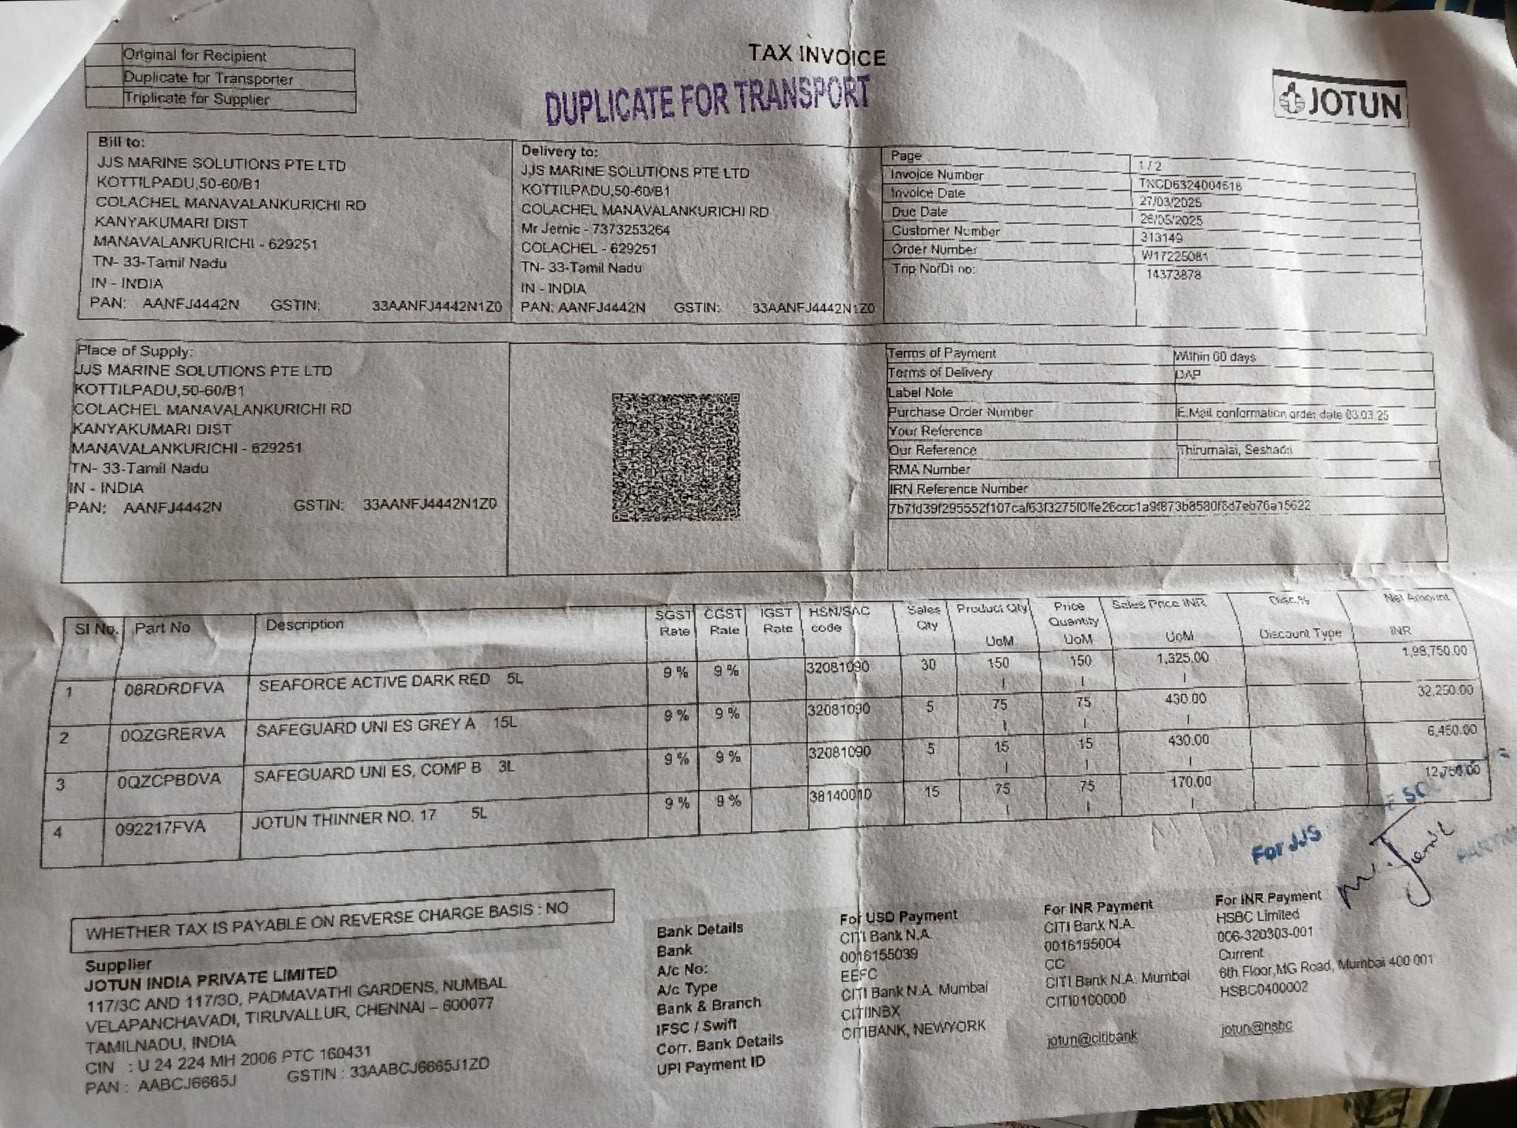 Original for Recipient
Duplicate for Transporter
Triplicate for Supplier
TAX INVOICE
DUPLICATE FOR TRANSPORT
JOTUN
Bill to:
JJS MARINE SOLUTIONS PTE LTD
KOTTILPADU,50-60/B1
COLACHEL MANAVALANKURICHI RD
KANYAKUMARI DIST
MANAVALANKURICHI - 629251
TN- 33-Tamil Nadu
IN - INDIA
PAN: AANFJ4442N GSTIN: 33AANFJ4442N1Z0
Delivery to:
JJS MARINE SOLUTIONS PTE LTD
KOTTILPADU,50-60/B1
COLACHEL MANAVALANKURICHI RD
Mr Jernic - 7373253264
COLACHEL - 629251
TN- 33-Tamil Nadu
IN - INDIA
PAN: AANFJ4442N GSTIN: 33AANFJ4442N1Z0
Page 1 / 2
Invoice Number TNCD6324004616
Invoice Date 27/03/2025
Due Date 26/05/2025
Customer Number 313149
Order Number W17225081
Trip No/Dt no: 14373878
Place of Supply:
JJS MARINE SOLUTIONS PTE LTD
KOTTILPADU,50-60/B1
COLACHEL MANAVALANKURICHI RD
KANYAKUMARI DIST
MANAVALANKURICHI - 629251
TN- 33-Tamil Nadu
IN - INDIA
PAN: AANFJ4442N GSTIN: 33AANFJ4442N1Z0
Terms of Payment Within 60 days
Terms of Delivery DAP
Label Note
Purchase Order Number E.Mail conformation order date 03.03.25
Your Reference
Our Reference Thirumalai, Seshadri
RMA Number
IRN Reference Number
Sl No. Part No Description SGST Rate CGST Rate IGST Rate HSN/SAC code Sales Qty Product Qty UoM Price Quantity UoM Sales Price INR UoM Disc.% Discount Type Net Amount INR
1 08RDRDFVA SEAFORCE ACTIVE DARK RED 5L 9 % 9 % 32081090 30 150 l 150 l 1,325.00 l 1,98,750.00
2 0QZGRERVA SAFEGUARD UNI ES GREY A 15L 9 % 9 % 32081090 5 75 l 75 l 430.00 l 32,250.00
3 0QZCPBDVA SAFEGUARD UNI ES, COMP B 3L 9 % 9 % 32081090 5 15 l 15 l 430.00 l 6,450.00
4 092217FVA JOTUN THINNER NO. 17 5L 9 % 9 % 38140010 15 75 l 75 l 170.00 l 12,750.00
For JJS
Mr. Jernic
WHETHER TAX IS PAYABLE ON REVERSE CHARGE BASIS : NO
Supplier
JOTUN INDIA PRIVATE LIMITED
117/3C AND 117/3D, PADMAVATHI GARDENS, NUMBAL
VELAPANCHAVADI, TIRUVALLUR, CHENNAI – 600077
TAMILNADU, INDIA
CIN : U 24 224 MH 2006 PTC 160431
PAN : AABCJ6665J GSTIN : 33AABCJ6665J1ZD
Bank Details For USD Payment For INR Payment For INR Payment
Bank CITI Bank N.A. CITI Bank N.A. HSBC Limited
A/c No: 0016155039 0016155004 006-320303-001
A/c Type EEFC CC Current
Bank & Branch CITI Bank N.A. Mumbai CITI Bank N.A. Mumbai 6th Floor,MG Road, Mumbai 400 001
IFSC / Swift CITIINBX CITI0100000 HSBC0400002
Corr. Bank Details CITIBANK, NEWYORK
UPI Payment ID jotun@citibank jotun@hsbc